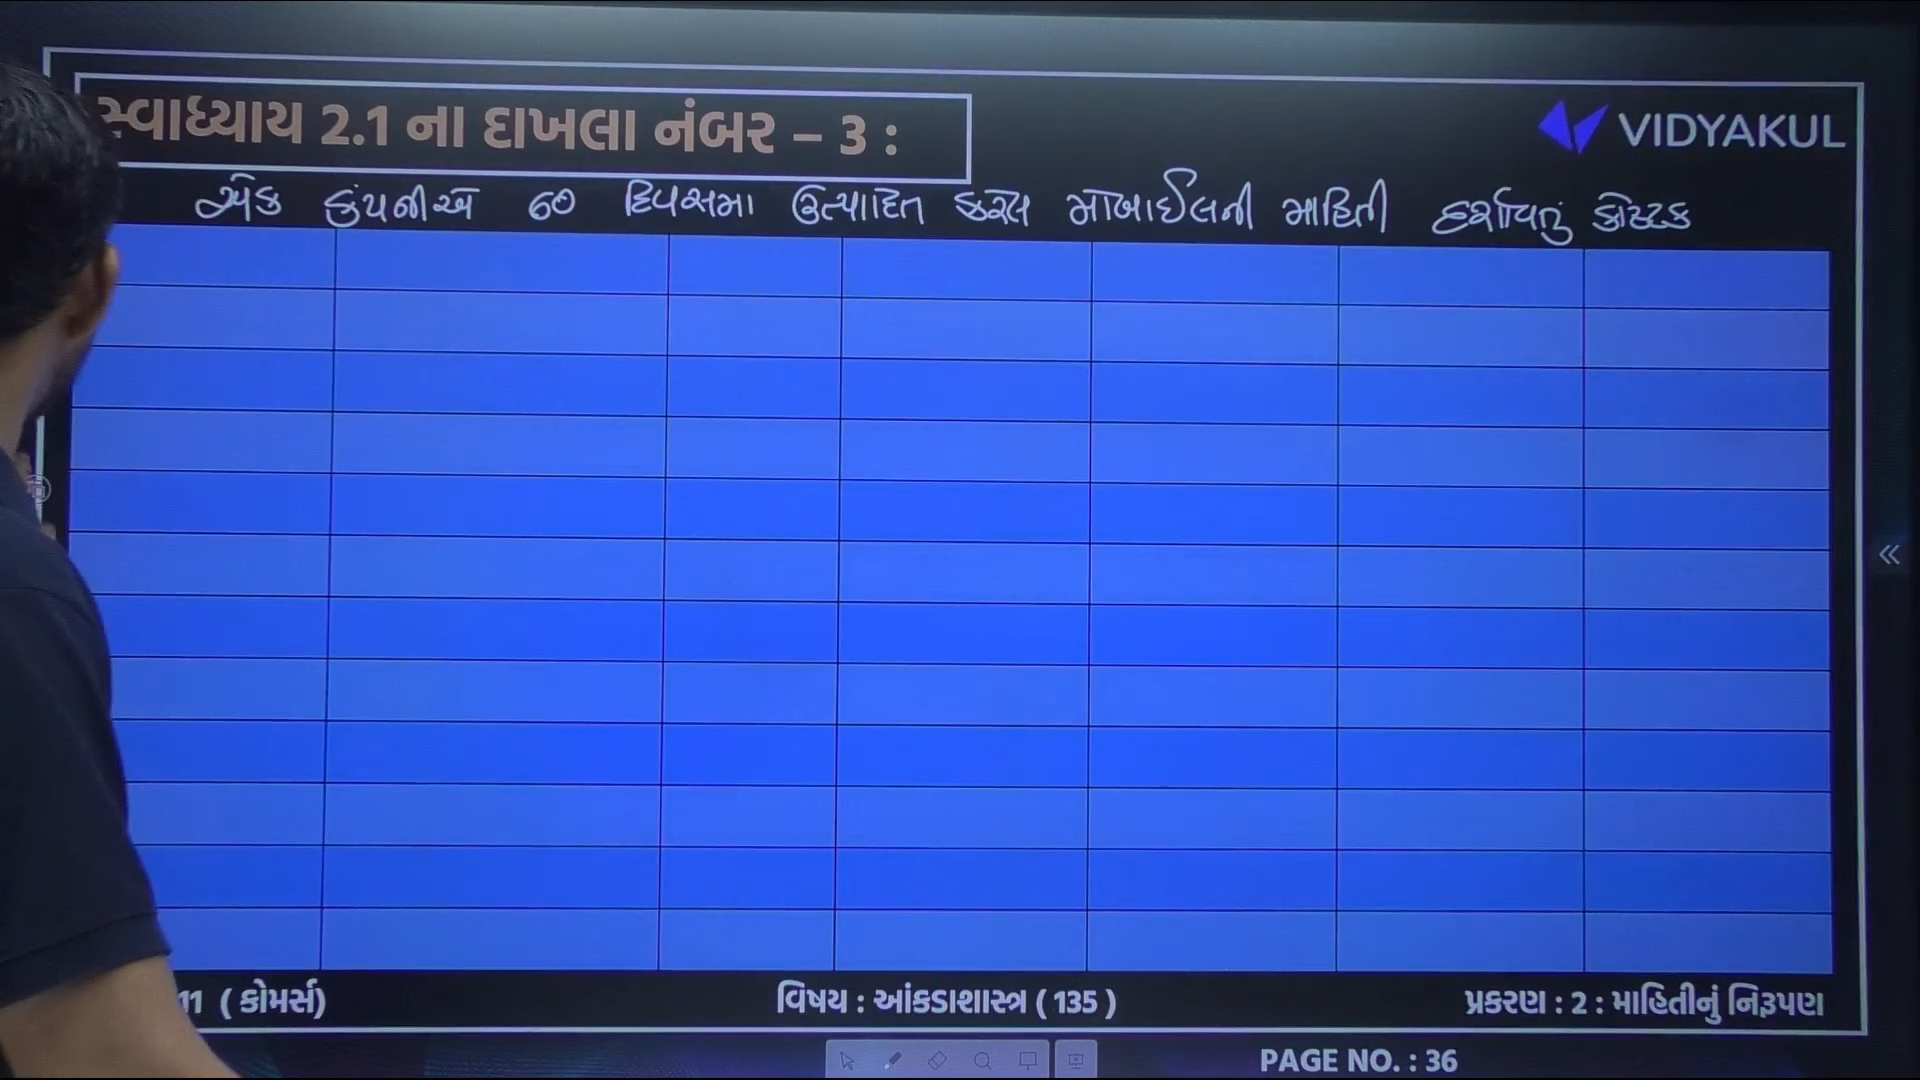 સ્વાધ્યાય 2.1 ના દાખલા નંબર – 3 :
VIDYAKUL
એક કંપનીએ 60 દિવસમા ઉત્પાદિત કરેલ મોબાઈલની માહિતી દર્શાવતું કોષ્ટક
11 ( કોમર્સ)
વિષય : આંકડાશાસ્ત્ર ( 135 )
પ્રકરણ : 2 : માહિતીનું નિરૂપણ
PAGE NO. : 36